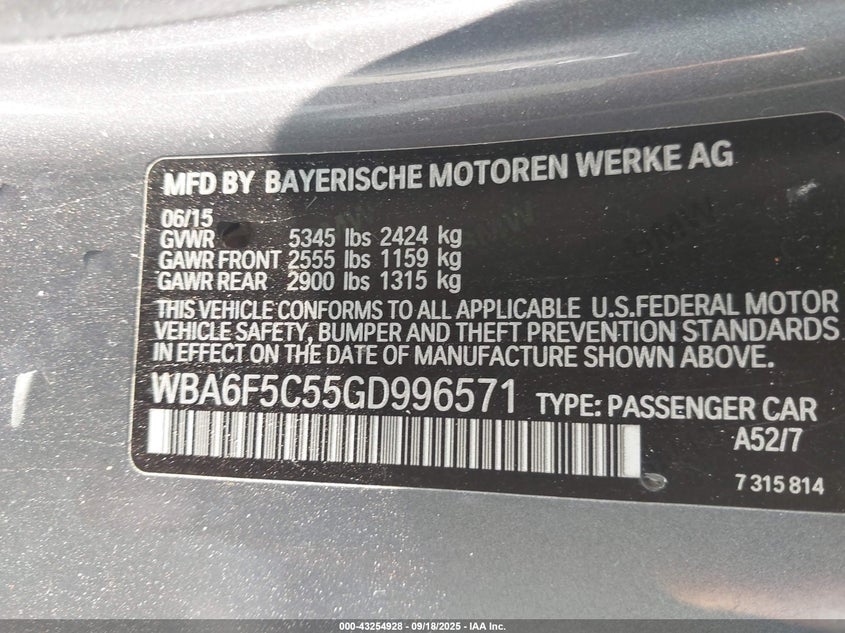 MFD BY BAYERISCHE MOTOREN WERKE AG
06/15
GVWR 5345 lbs 2424 kg
GAWR FRONT 2555 lbs 1159 kg
GAWR REAR 2900 lbs 1315 kg
THIS VEHICLE CONFORMS TO ALL APPLICABLE U.S.FEDERAL MOTOR
VEHICLE SAFETY, BUMPER AND THEFT PREVENTION STANDARDS
IN EFFECT ON THE DATE OF MANUFACTURE SHOWN ABOVE.
WBA6F5C55GD996571 TYPE: PASSENGER CAR
A52/7
7 315 814
000-43254928 - 09/18/2025 - IAA Inc.